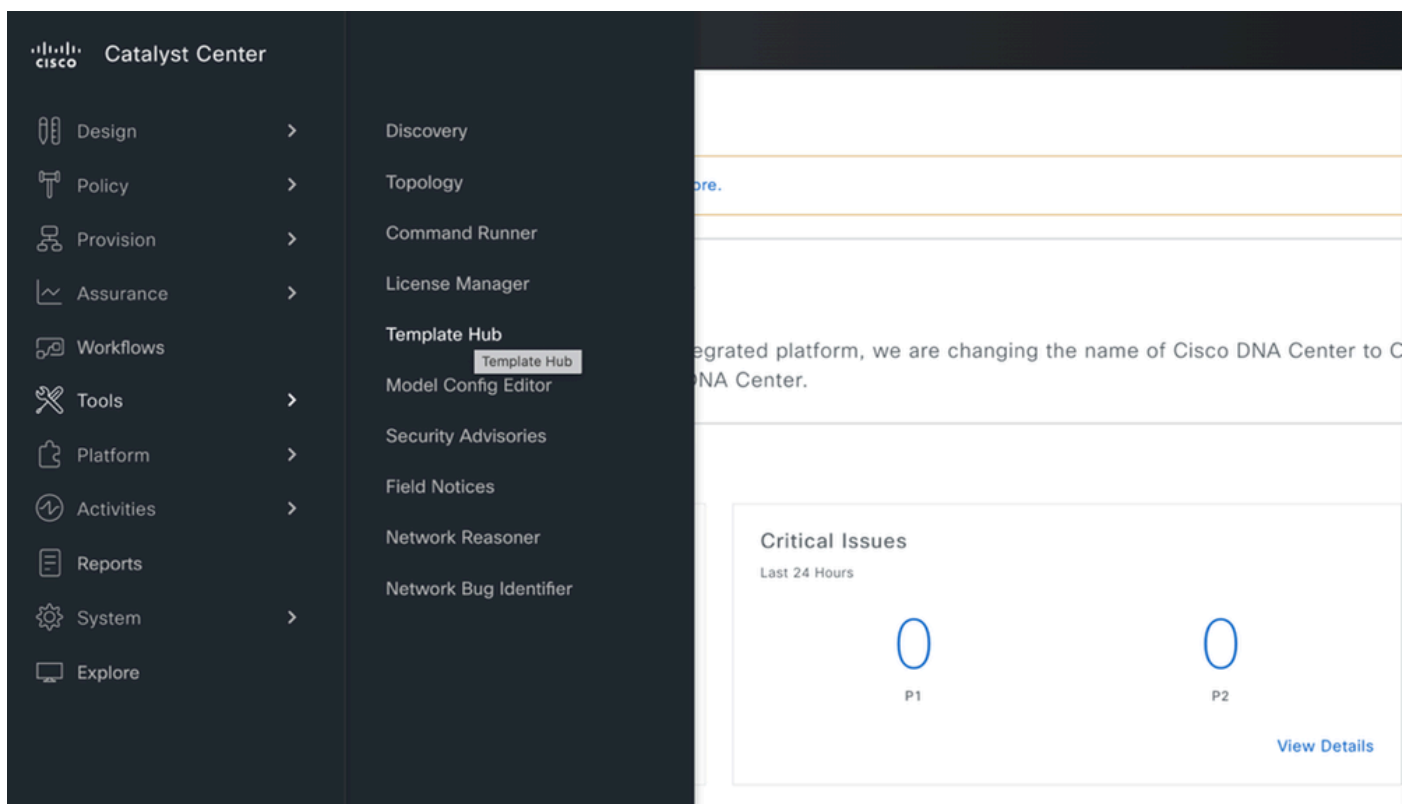 cisco
Catalyst Center
Design
Policy
Provision
Assurance
Workflows
Tools
Platform
Activities
Reports
System
Explore
Discovery
Topology
Command Runner
License Manager
Template Hub
Template Hub
Model Config Editor
Security Advisories
Field Notices
Network Reasoner
Network Bug Identifier
egrated platform, we are changing the name of Cisco DNA Center to C
NA Center.
Critical Issues
Last 24 Hours
0
0
P1
P2
View Details